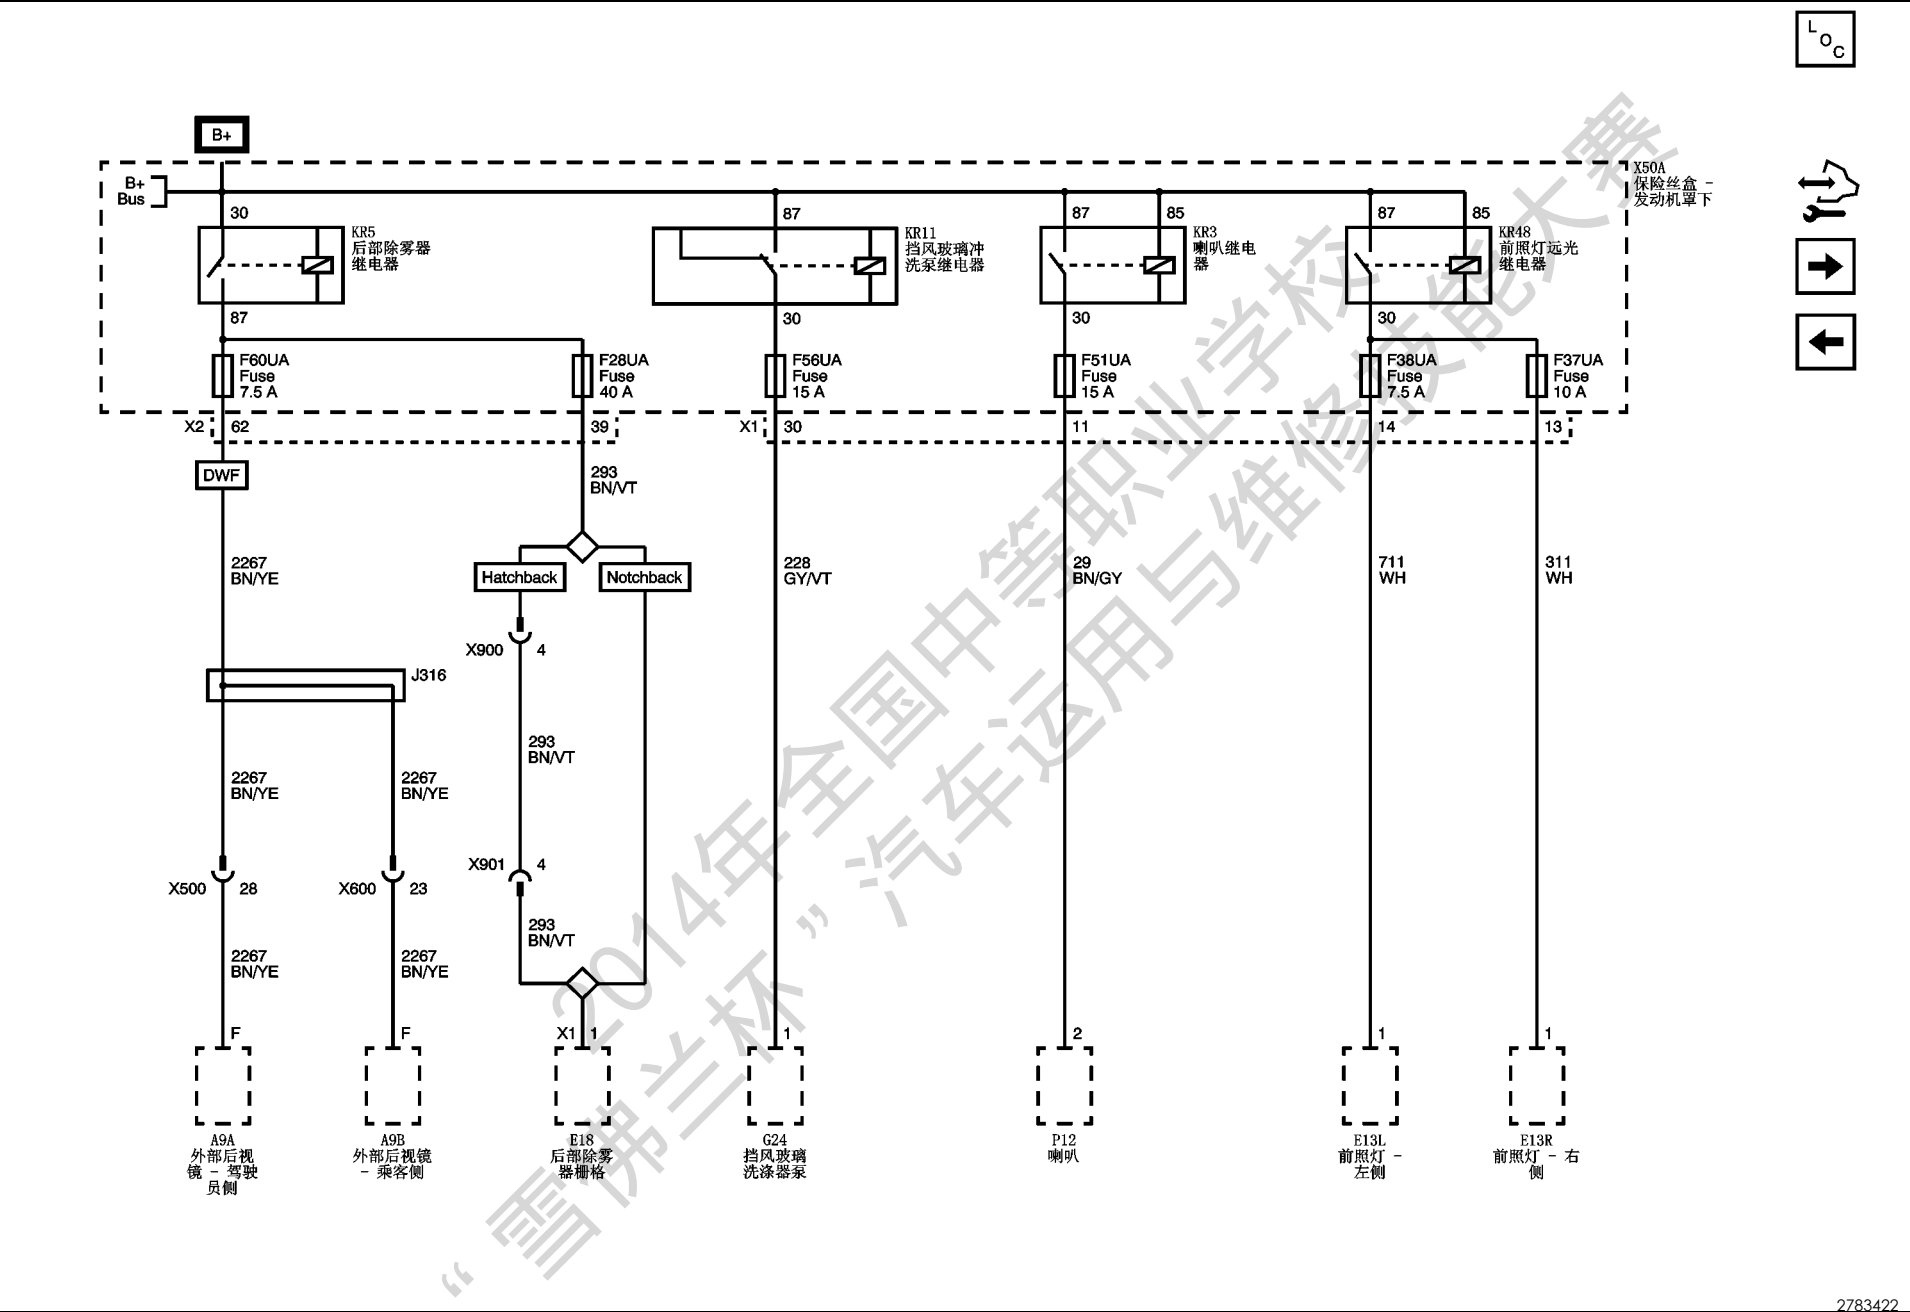 L
O
C
B+
B+
Bus
X50A
保险丝盒 -
发动机罩下
30
KR5
后部除雾器
继电器
87
87
KR11
挡风玻璃冲
洗泵继电器
30
87
85
KR3
喇叭继电
器
30
87
85
KR48
前照灯远光
继电器
30
F60UA
Fuse
7.5 A
F28UA
Fuse
40 A
F56UA
Fuse
15 A
F51UA
Fuse
15 A
F38UA
Fuse
7.5 A
F37UA
Fuse
10 A
X2
62
39
X1
30
11
14
13
DWF
293
BN/VT
2267
BN/YE
Hatchback
Notchback
228
GY/VT
29
BN/GY
711
WH
311
WH
X900
4
J316
293
BN/VT
2267
BN/YE
2267
BN/YE
X901
4
X500
28
X600
23
293
BN/VT
2267
BN/YE
2267
BN/YE
F
F
X1
1
1
2
1
1
A9A
外部后视
镜 - 驾驶
员侧
A9B
外部后视镜
- 乘客侧
E18
后部除雾
器栅格
G24
挡风玻璃
洗涤器泵
P12
喇叭
E13L
前照灯 -
左侧
E13R
前照灯 - 右
侧
2014年全国中等职业学校
“雪佛兰杯”汽车运用与维修技能大赛
2783422